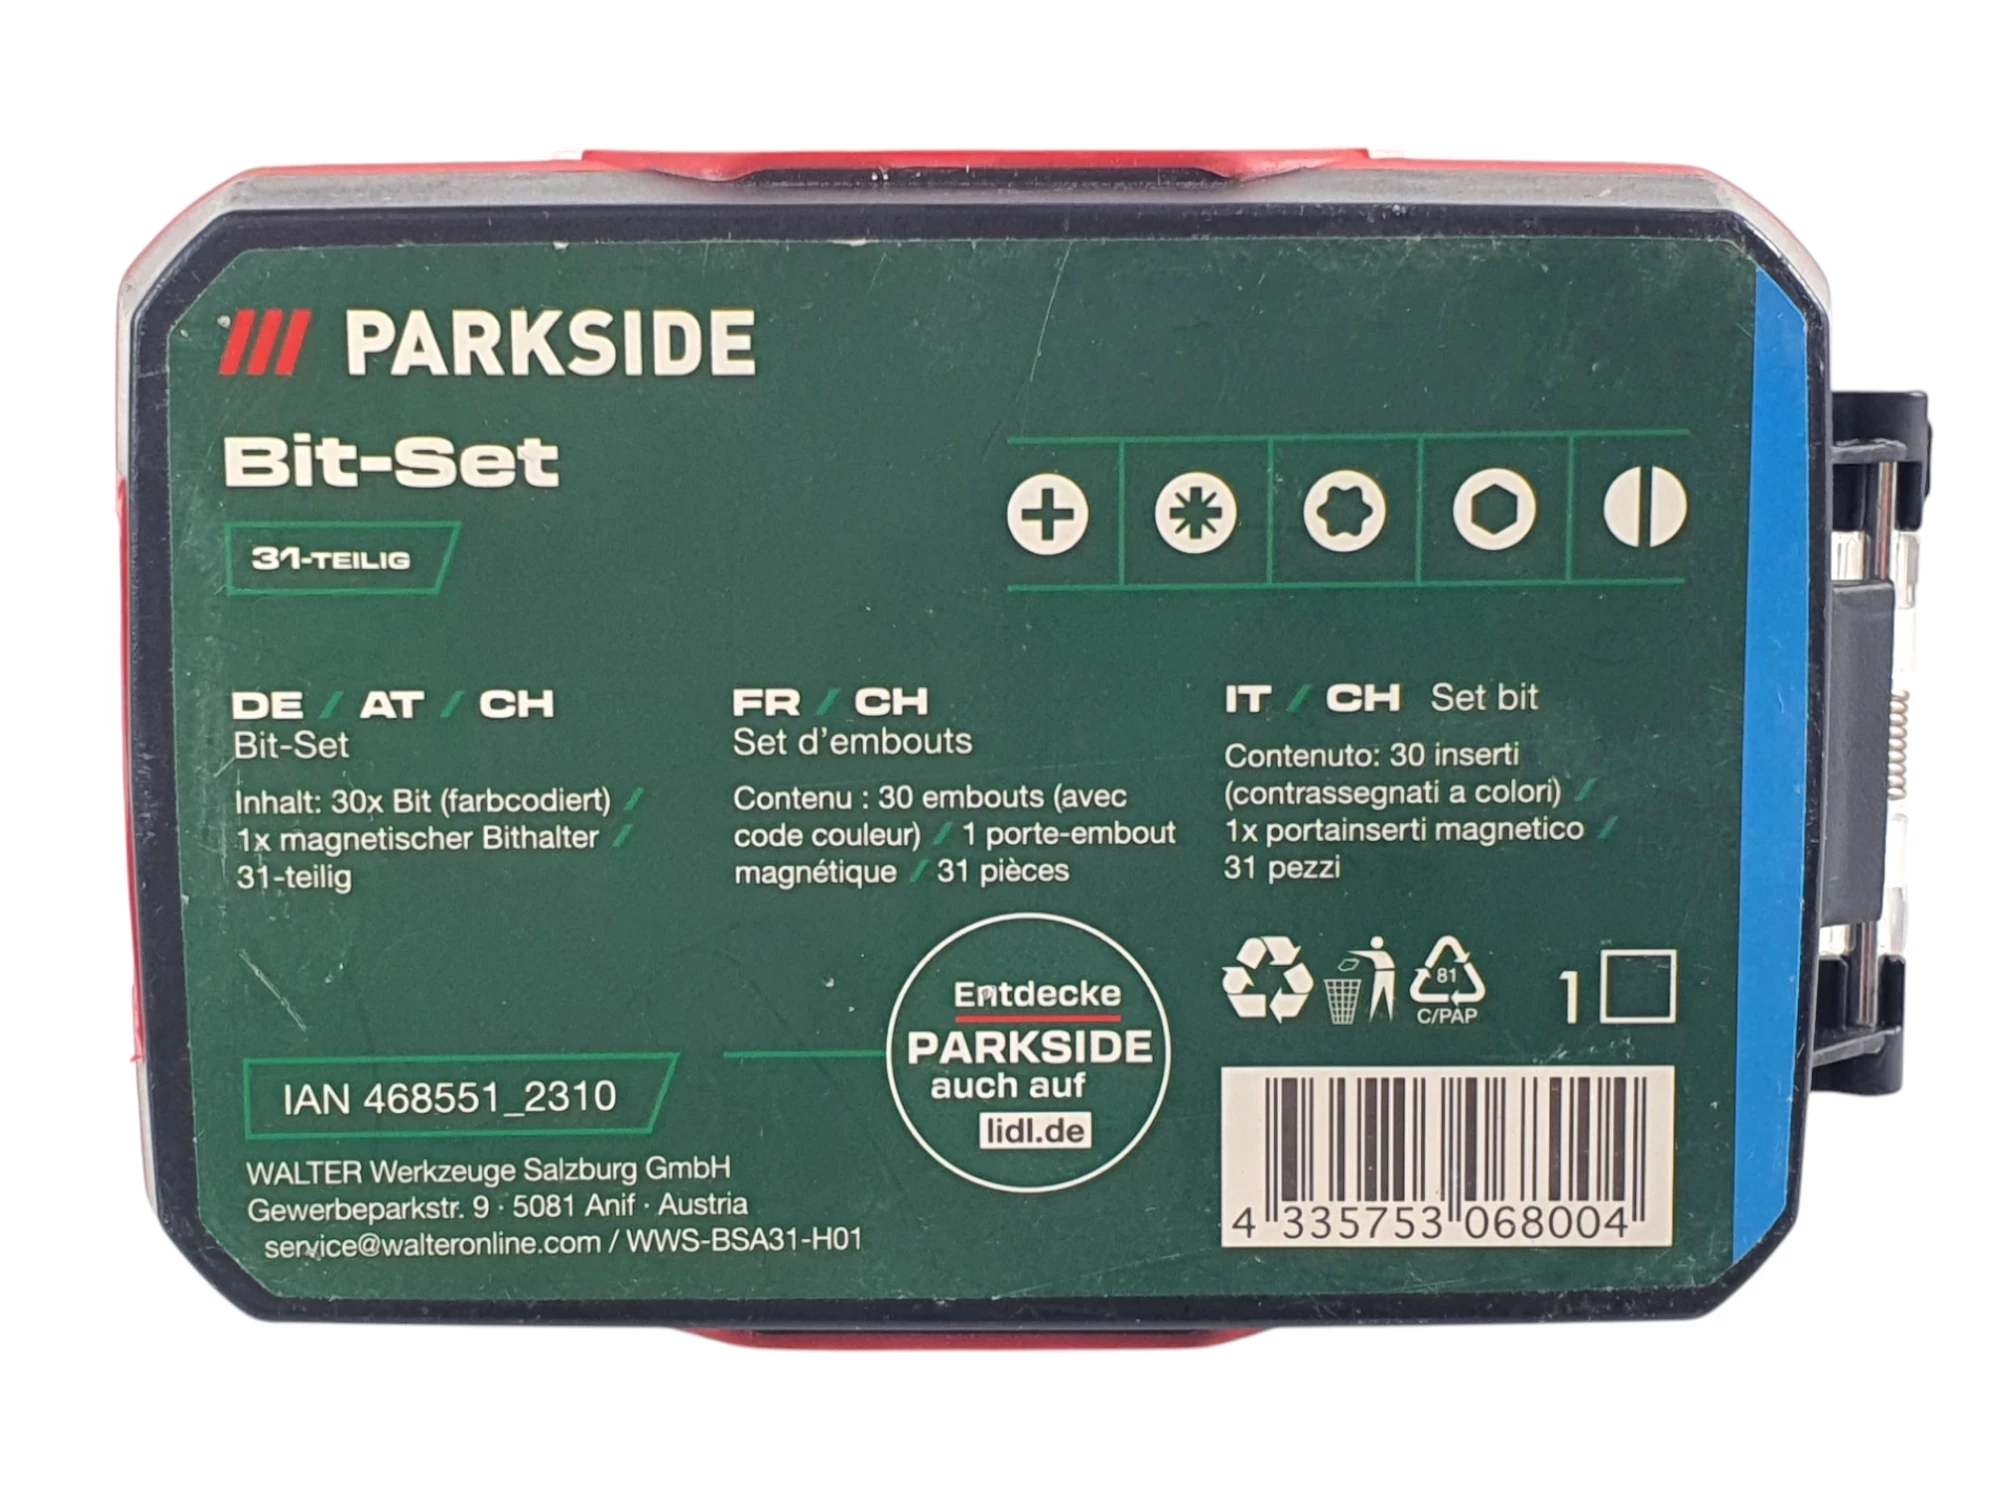 PARKSIDE
Bit-Set
31-TEILIG
DE / AT / CH
Bit-Set
Inhalt: 30x Bit (farbcodiert) /
1x magnetischer Bithalter /
31-teilig
FR / CH
Set d'embouts
Contenu : 30 embouts (avec
code couleur) / 1 porte-embout
magnétique / 31 pièces
IT / CH Set bit
Contenuto: 30 inserti
(contrassegnati a colori) /
1x portainserti magnetico /
31 pezzi
81
C/PAP
1
Entdecke
PARKSIDE
auch auf
lidl.de
IAN 468551_2310
WALTER Werkzeuge Salzburg GmbH
Gewerbeparkstr. 9 · 5081 Anif · Austria
service@walteronline.com / WWS-BSA31-H01
4 335753 068004